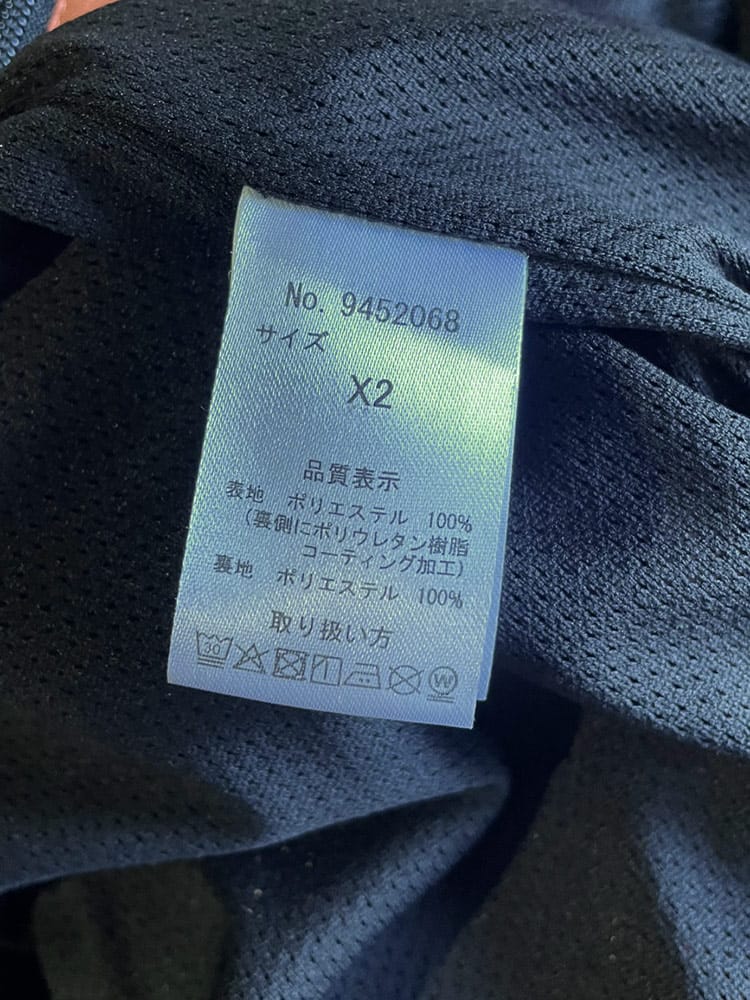 No. 9452068
サイズ
X2
品質表示
表地 ポリエステル 100%
(裏側にポリウレタン樹脂
コーティング加工)
裏地 ポリエステル 100%
取り扱い方
30 W